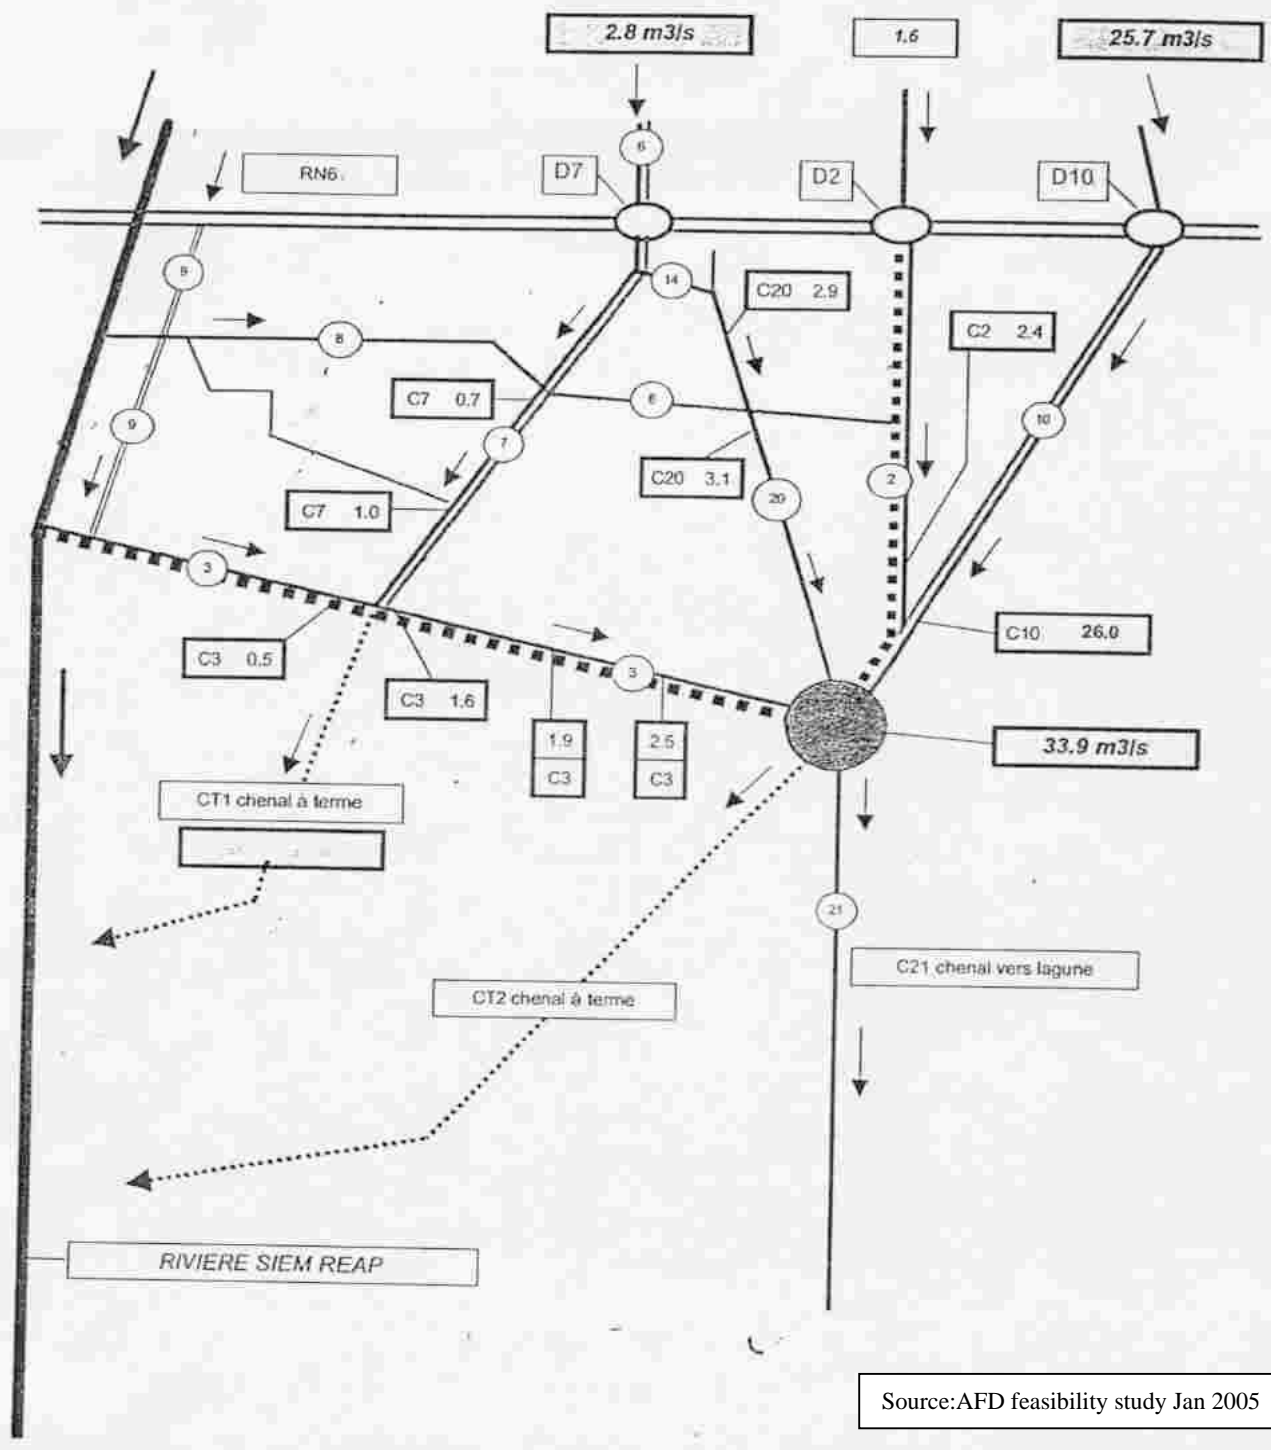 2.8 m3/s
1.6
25.7 m3/s
6
RN6
D7
D2
D10
9
14
C20 2.9
8
C2 2.4
C7 0.7
6
10
9
7
C20 3.1
2
20
C7 1.0
3
C10 26.0
C3 0.5
3
C3 1.6
1.9
C3
2.5
C3
33.9 m3/s
CT1 chenal à terme
21
C21 chenal vers lagune
CT2 chenal à terme
RIVIERE SIEM REAP
Source:AFD feasibility study Jan 2005